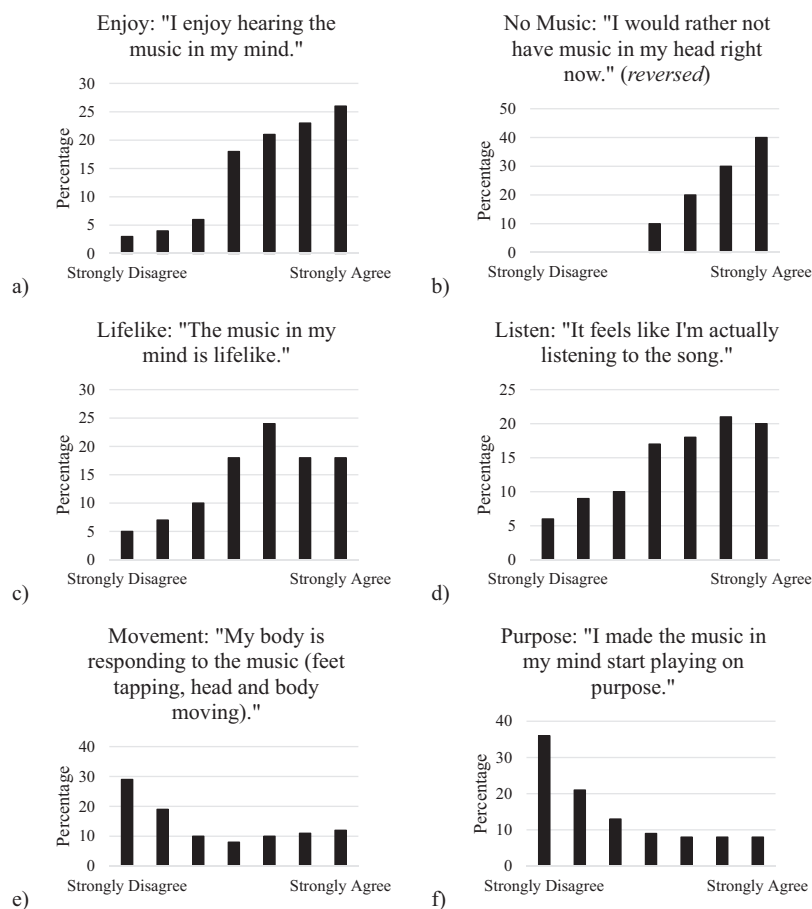 Enjoy: "I enjoy hearing the
music in my mind."
30
25
20
15
10
5
0
Percentage
Strongly Disagree
Strongly Agree
a)
No Music: "I would rather not
have music in my head right
now." (reversed)
50
40
30
20
10
0
Percentage
Strongly Disagree
Strongly Agree
b)
Lifelike: "The music in my
mind is lifelike."
30
25
20
15
10
5
0
Percentage
Strongly Disagree
Strongly Agree
c)
Listen: "It feels like I'm actually
listening to the song."
25
20
15
10
5
0
Percentage
Strongly Disagree
Strongly Agree
d)
Movement: "My body is
responding to the music (feet
tapping, head and body
moving)."
40
30
20
10
0
Percentage
Strongly Disagree
Strongly Agree
e)
Purpose: "I made the music in
my mind start playing on
purpose."
40
30
20
10
0
Percentage
Strongly Disagree
Strongly Agree
f)